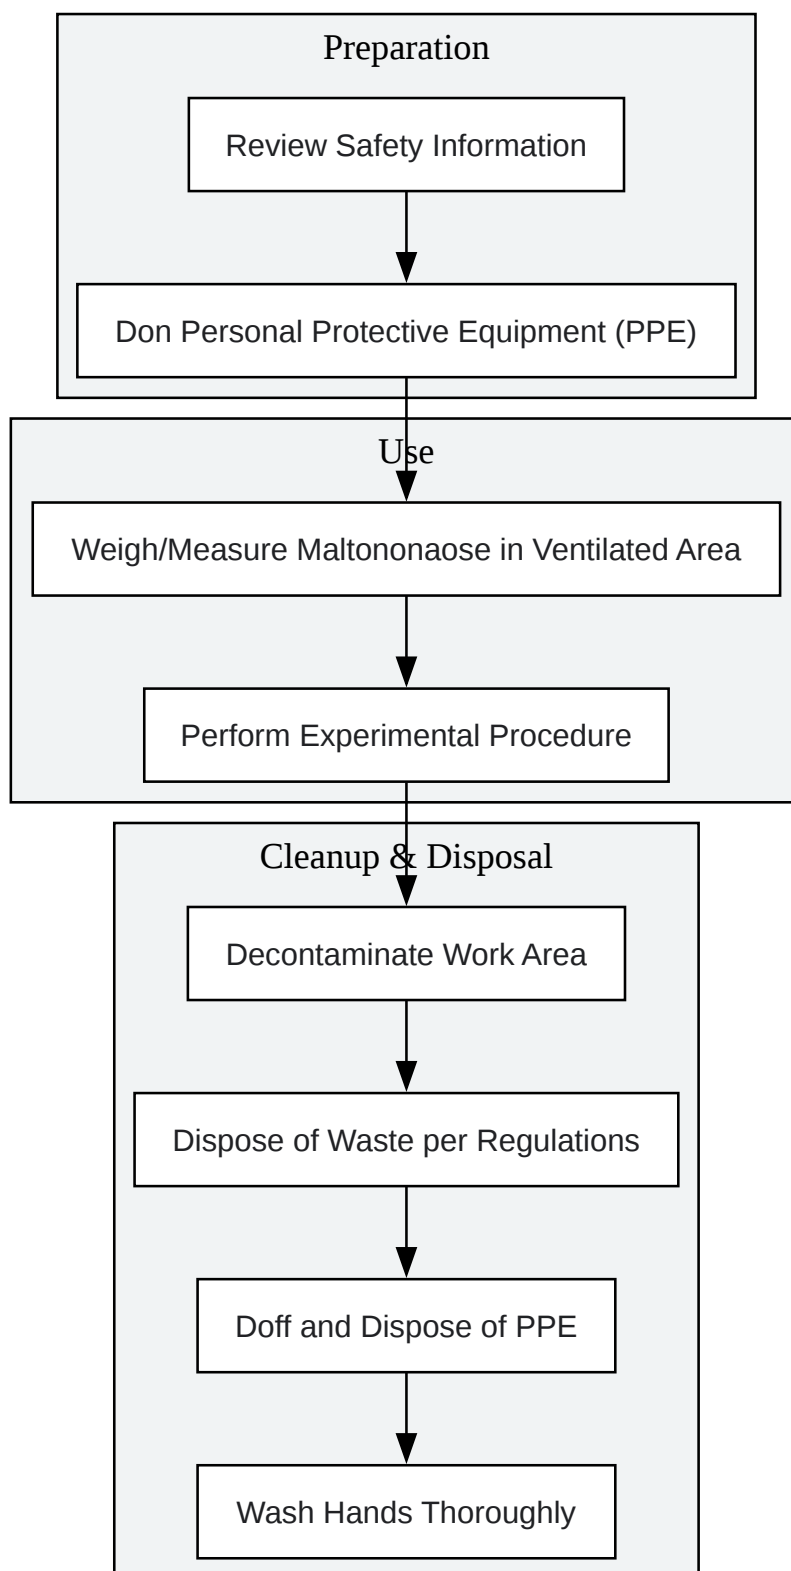 Preparation
Review Safety Information
Don Personal Protective Equipment (PPE)
Use
Weigh/Measure Maltononaose in Ventilated Area
Perform Experimental Procedure
Cleanup & Disposal
Decontaminate Work Area
Dispose of Waste per Regulations
Doff and Dispose of PPE
Wash Hands Thoroughly